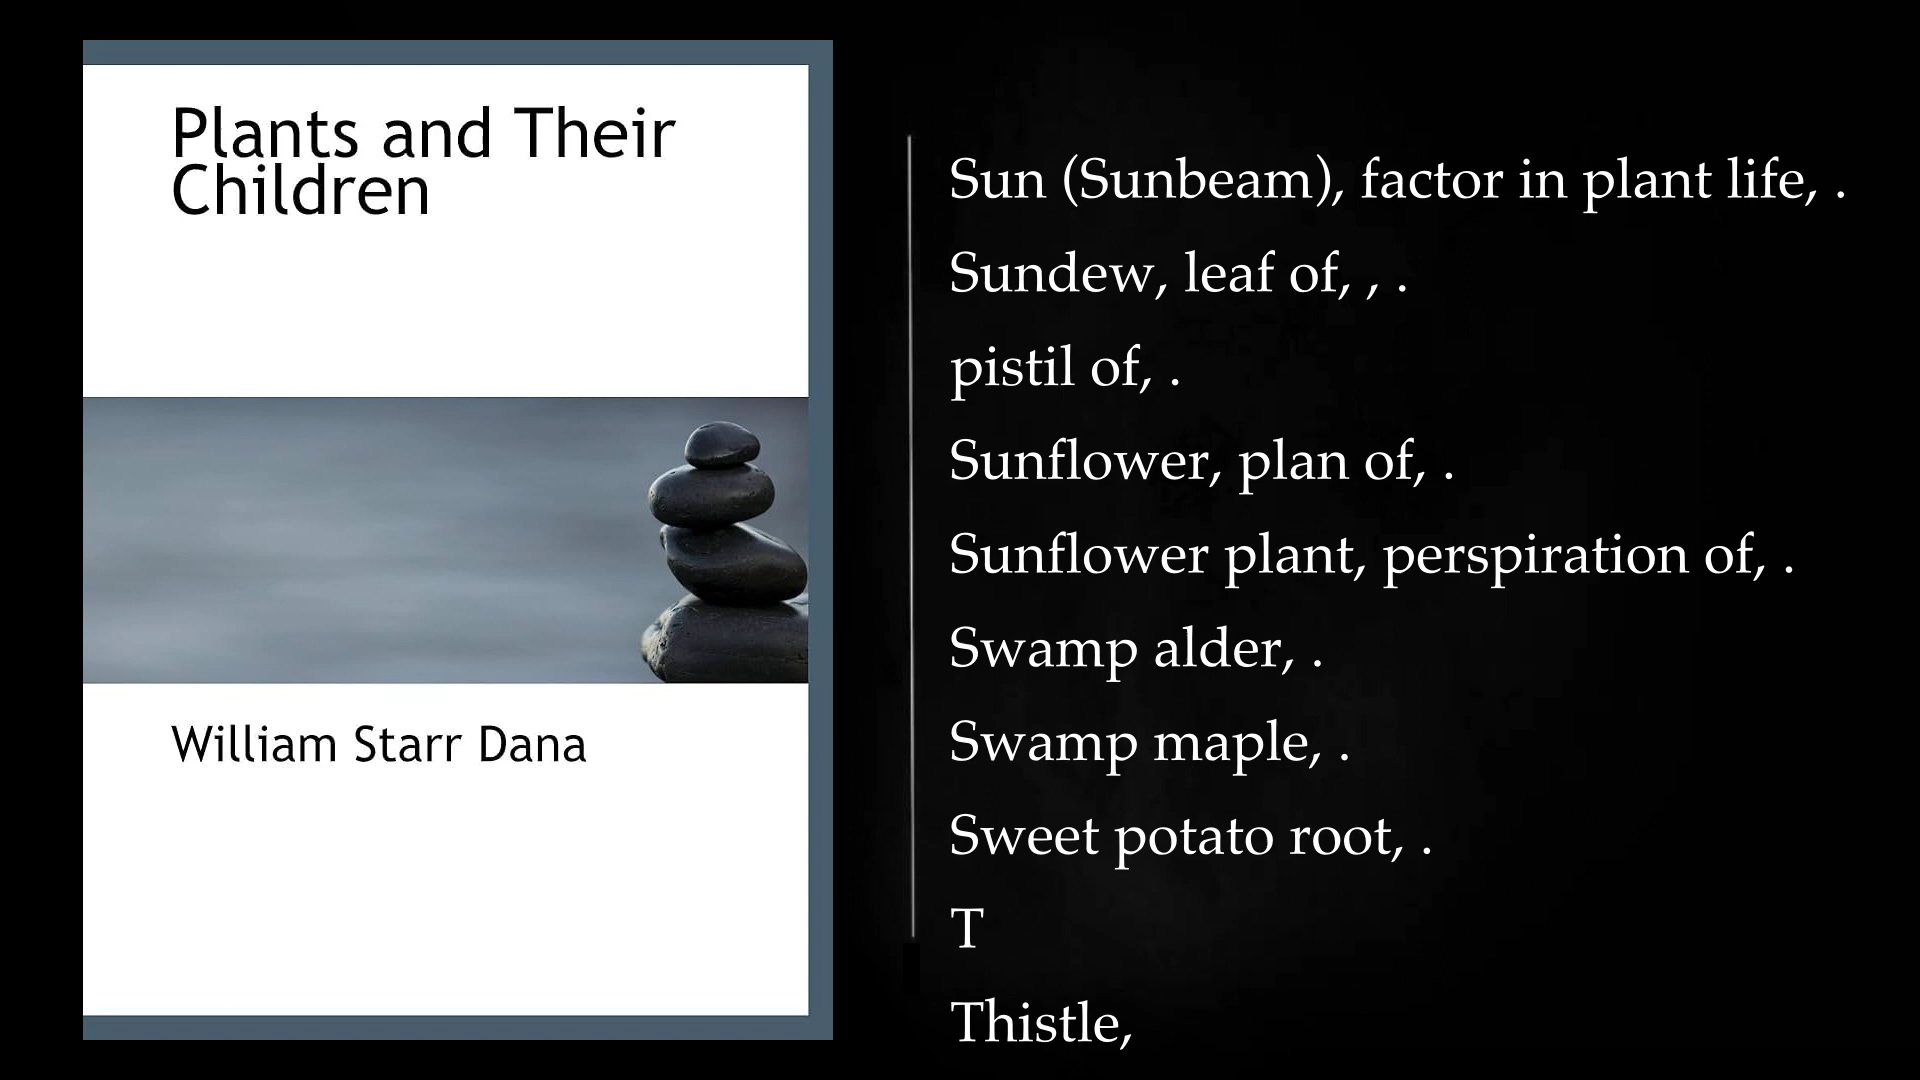 Plants and Their
Children
William Starr Dana
Sun (Sunbeam), factor in plant life, .
Sundew, leaf of, , .
pistil of, .
Sunflower, plan of, .
Sunflower plant, perspiration of, .
Swamp alder, .
Swamp maple, .
Sweet potato root, .
T
Thistle,